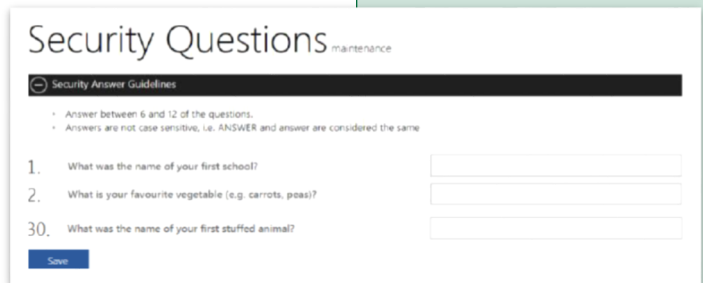 Security Questions maintenance
Security Answer Guidelines
• Answer between 6 and 12 of the questions.
• Answers are not case sensitive, i.e. ANSWER and answer are considered the same
1. What was the name of your first school?
2. What is your favourite vegetable (e.g. carrots, peas)?
30. What was the name of your first stuffed animal?
Save